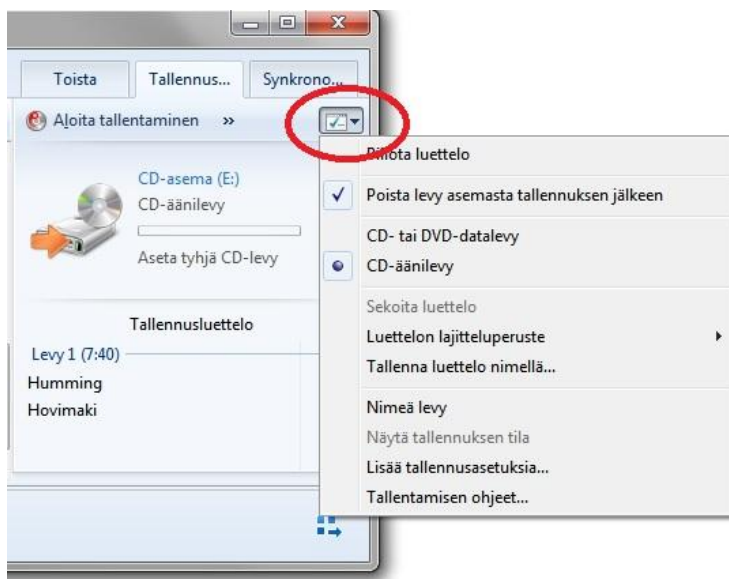 Toista
Tallennus...
Synkrono...
Aloita tallentaminen »
CD-asema (E:)
CD-äänilevy
Aseta tyhjä CD-levy
Tallennusluettelo
Levy 1 (7:40)
Humming
Hovimaki
Piilota luettelo
Poista levy asemasta tallennuksen jälkeen
CD- tai DVD-datalevy
CD-äänilevy
Sekoita luettelo
Luettelon lajitteluperuste
Tallenna luettelo nimellä...
Nimeä levy
Näytä tallennuksen tila
Lisää tallennusasetuksia...
Tallentamisen ohjeet...